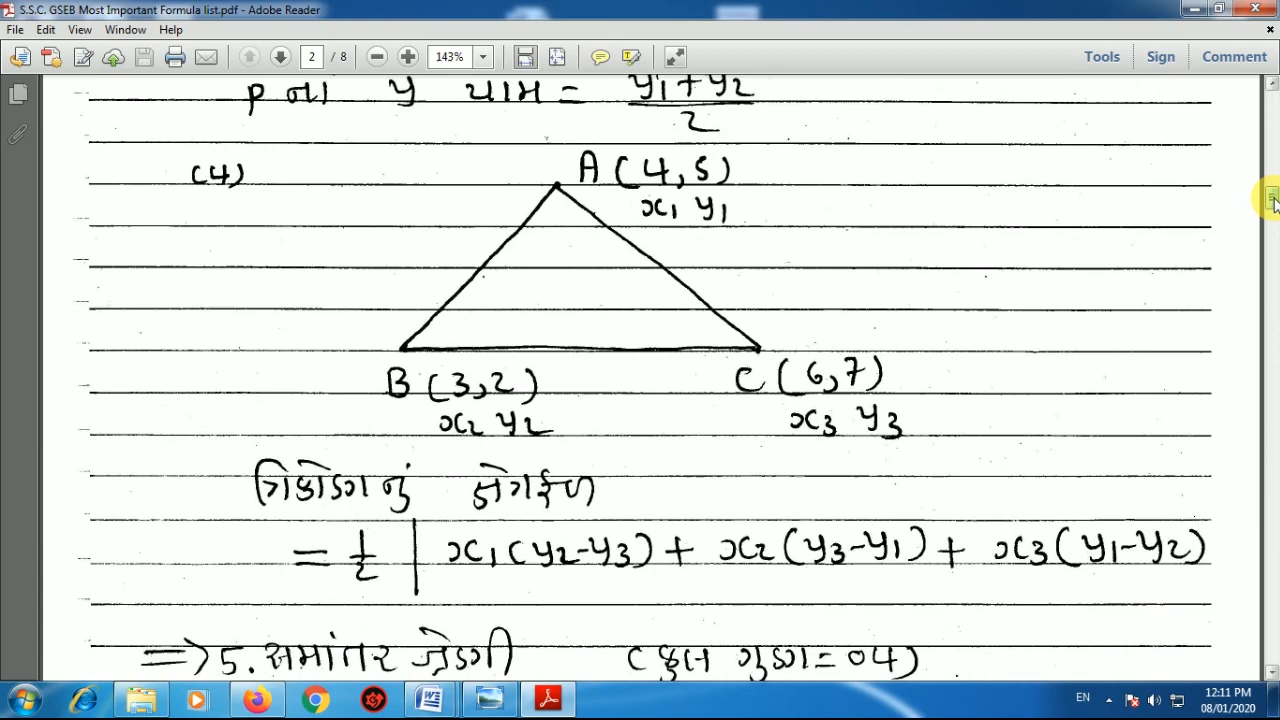 S.S.C. GSEB Most Important Formula list.pdf - Adobe Reader
File Edit View Window Help
2 / 8 143% Tools Sign Comment
P ના y યામ = y1 + y2 / 2
(4)
A (4,5)
x1 y1
B (3,2) C (6,7)
x2 y2 x3 y3
ત્રિકોણનું ક્ષેત્રફળ
= 1/2 | x1 (y2-y3) + x2 (y3-y1) + x3 (y1-y2)
=> 5. સમાંતર શ્રેણી (કુલ ગુણ = 04)
EN 12:11 PM
08/01/2020